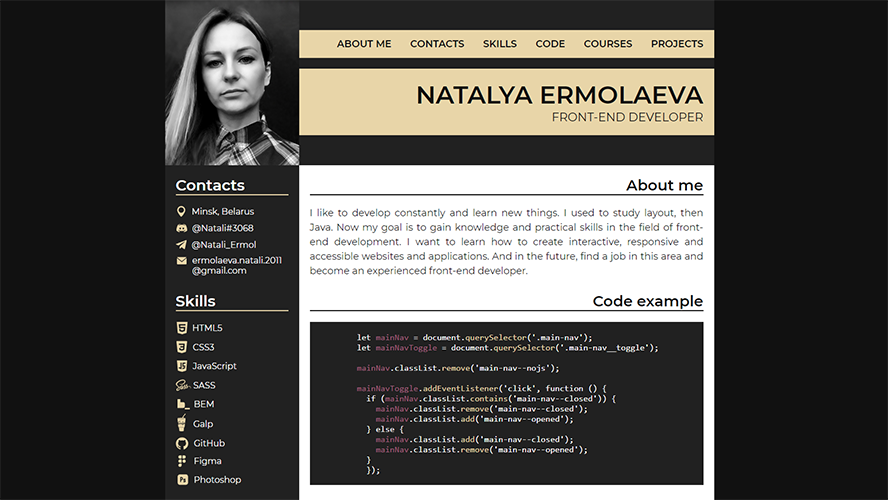 ABOUT ME CONTACTS SKILLS CODE COURSES PROJECTS
NATALYA ERMOLAEVA
FRONT-END DEVELOPER
Contacts
Minsk, Belarus
@Natali#3068
@Natali_Ermol
ermolaeva.natali.2011
@gmail.com
Skills
HTML5
CSS3
JavaScript
SASS
BEM
Galp
GitHub
Figma
Photoshop
About me
I like to develop constantly and learn new things. I used to study layout, then
Java. Now my goal is to gain knowledge and practical skills in the field of front-
end development. I want to learn how to create interactive, responsive and
accessible websites and applications. And in the future, find a job in this area and
become an experienced front-end developer.
Code example
let mainNav = document.querySelector('.main-nav');
let mainNavToggle = document.querySelector('.main-nav__toggle');
mainNav.classList.remove('main-nav--nojs');
mainNavToggle.addEventListener('click', function () {
if (mainNav.classList.contains('main-nav--closed')) {
mainNav.classList.remove('main-nav--closed');
mainNav.classList.add('main-nav--opened');
} else {
mainNav.classList.add('main-nav--closed');
mainNav.classList.remove('main-nav--opened');
}
});